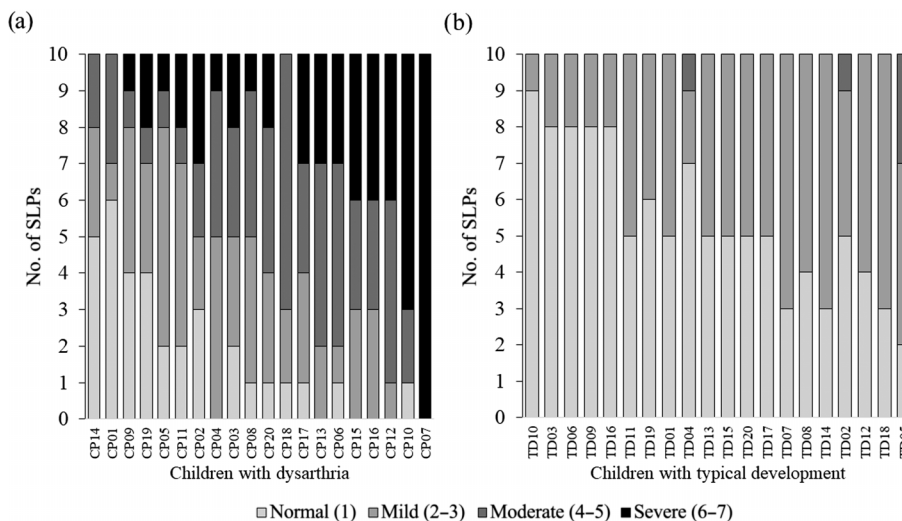 (a)
(b)
10
9
8
7
6
5
4
3
2
1
0
No. of SLPs
CP14 CP01 CP09 CP19 CP05 CP11 CP02 CP04 CP03 CP08 CP20 CP18 CP17 CP13 CP06 CP15 CP16 CP12 CP10 CP07
Children with dysarthria
10
9
8
7
6
5
4
3
2
1
0
No. of SLPs
TD10 TD03 TD06 TD09 TD16 TD11 TD19 TD01 TD04 TD13 TD15 TD20 TD17 TD07 TD08 TD14 TD02 TD12 TD18
Children with typical development
Normal (1) Mild (2–3) Moderate (4–5) Severe (6–7)